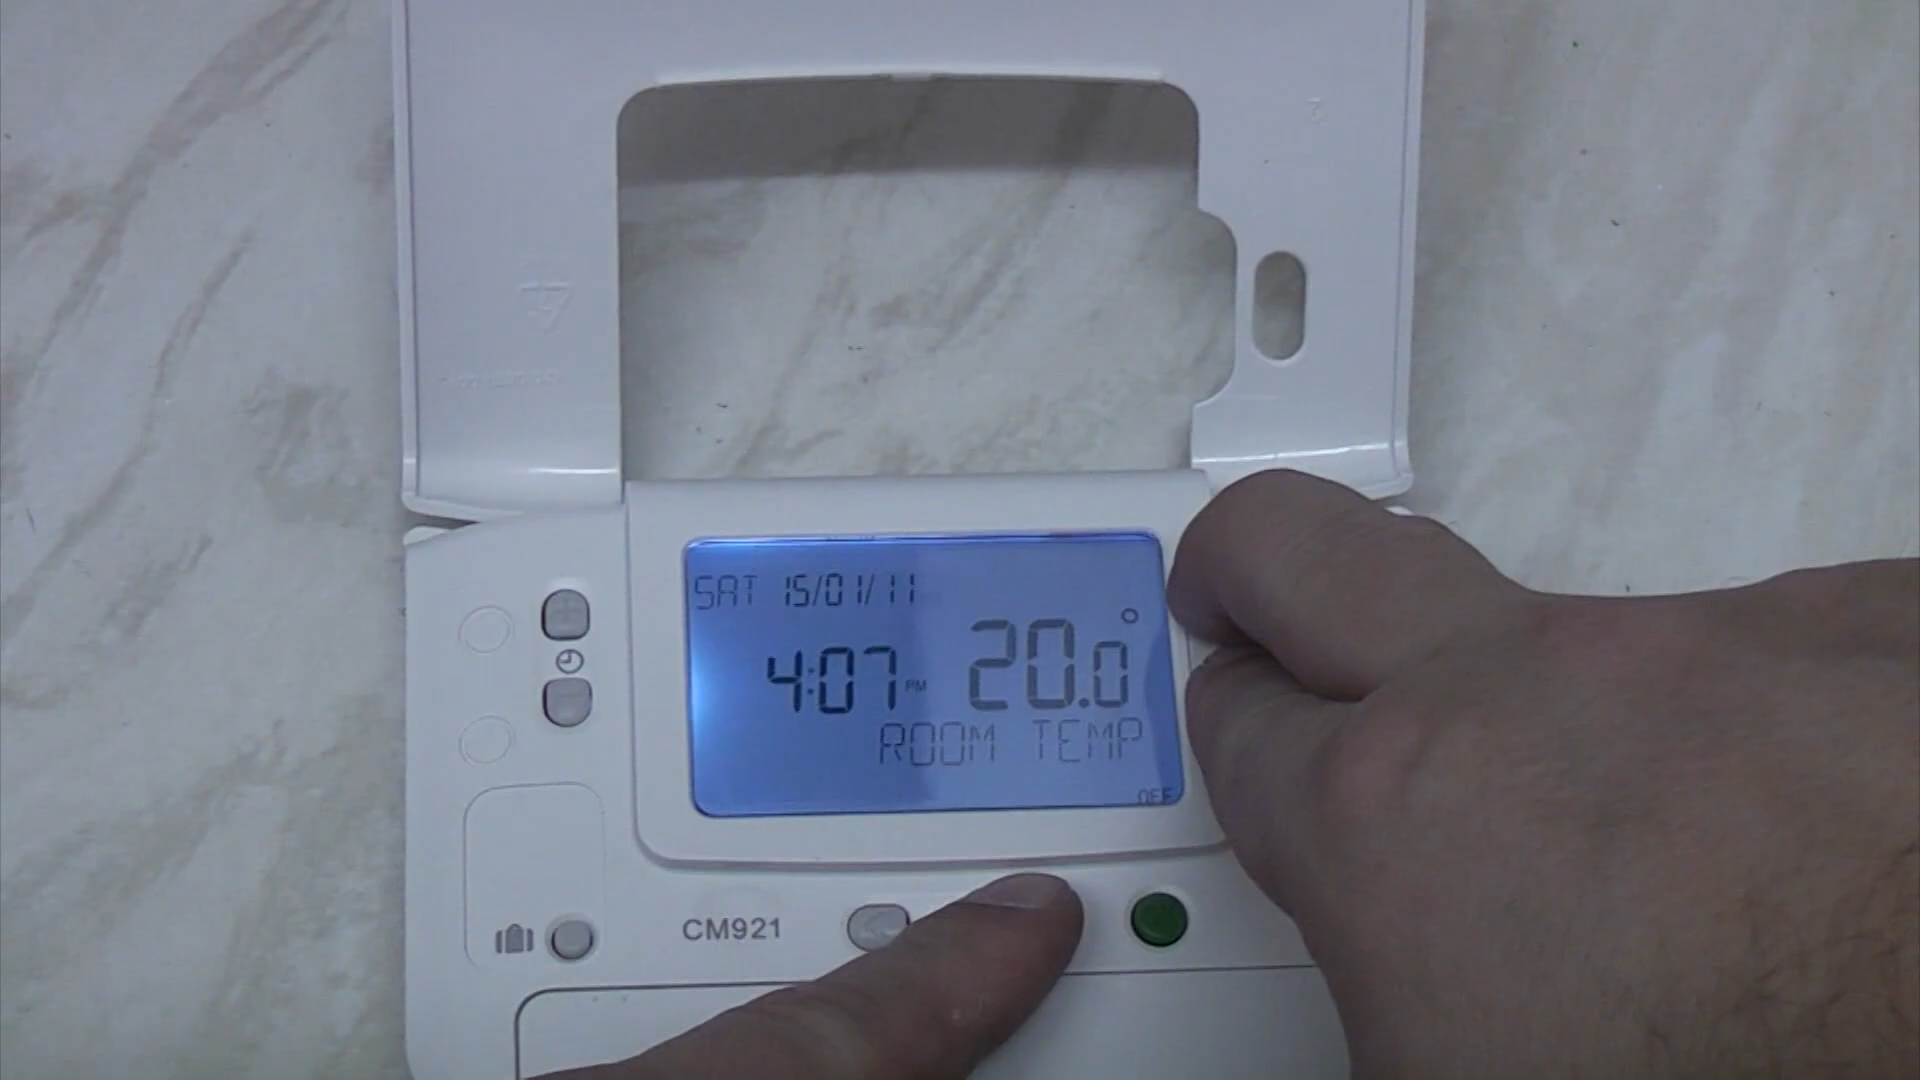 SAT 15/01/11
4:07 PM 20.0°
ROOM TEMP
OFF
CM921